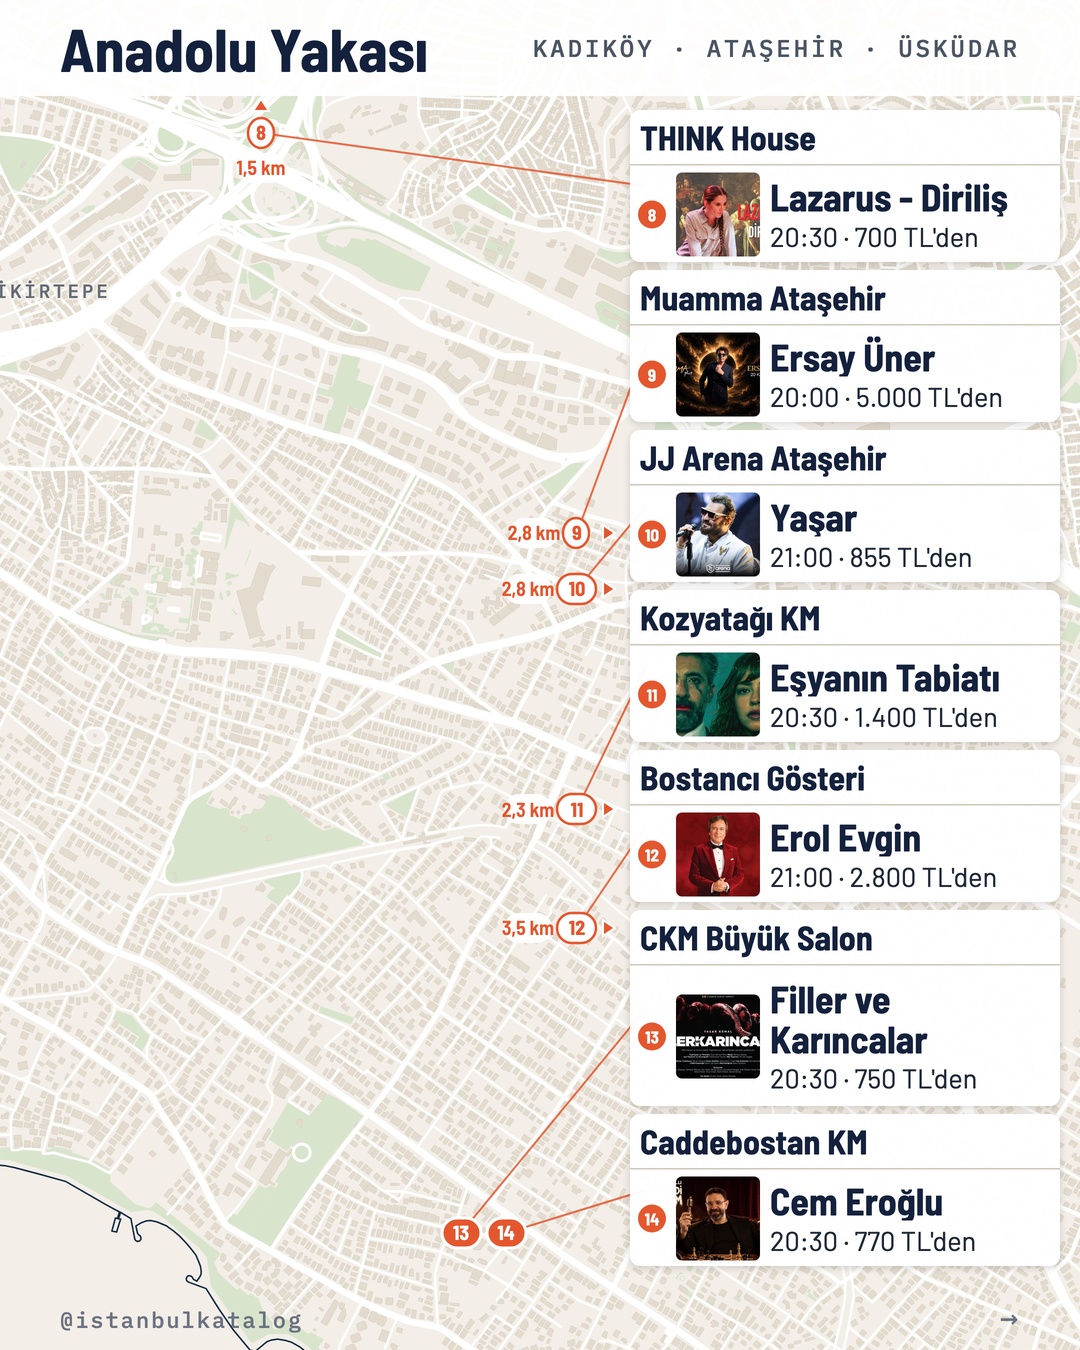 Anadolu Yakası
KADIKÖY · ATAŞEHİR · ÜSKÜDAR
8
1,5 km
İKİRTEPE
THINK House
8
Lazarus - Diriliş
20:30 · 700 TL'den
Muamma Ataşehir
9
Ersay Üner
20:00 · 5.000 TL'den
JJ Arena Ataşehir
10
Yaşar
21:00 · 855 TL'den
2,8 km 9
2,8 km 10
Kozyatağı KM
11
Eşyanın Tabiatı
20:30 · 1.400 TL'den
2,3 km 11
Bostancı Gösteri
12
Erol Evgin
21:00 · 2.800 TL'den
3,5 km 12
CKM Büyük Salon
13
YAŞAR KEMAL
ERKARINCA
Filler ve
Karıncalar
20:30 · 750 TL'den
Caddebostan KM
14
Cem Eroğlu
20:30 · 770 TL'den
13 14
@istanbulkatalog
→